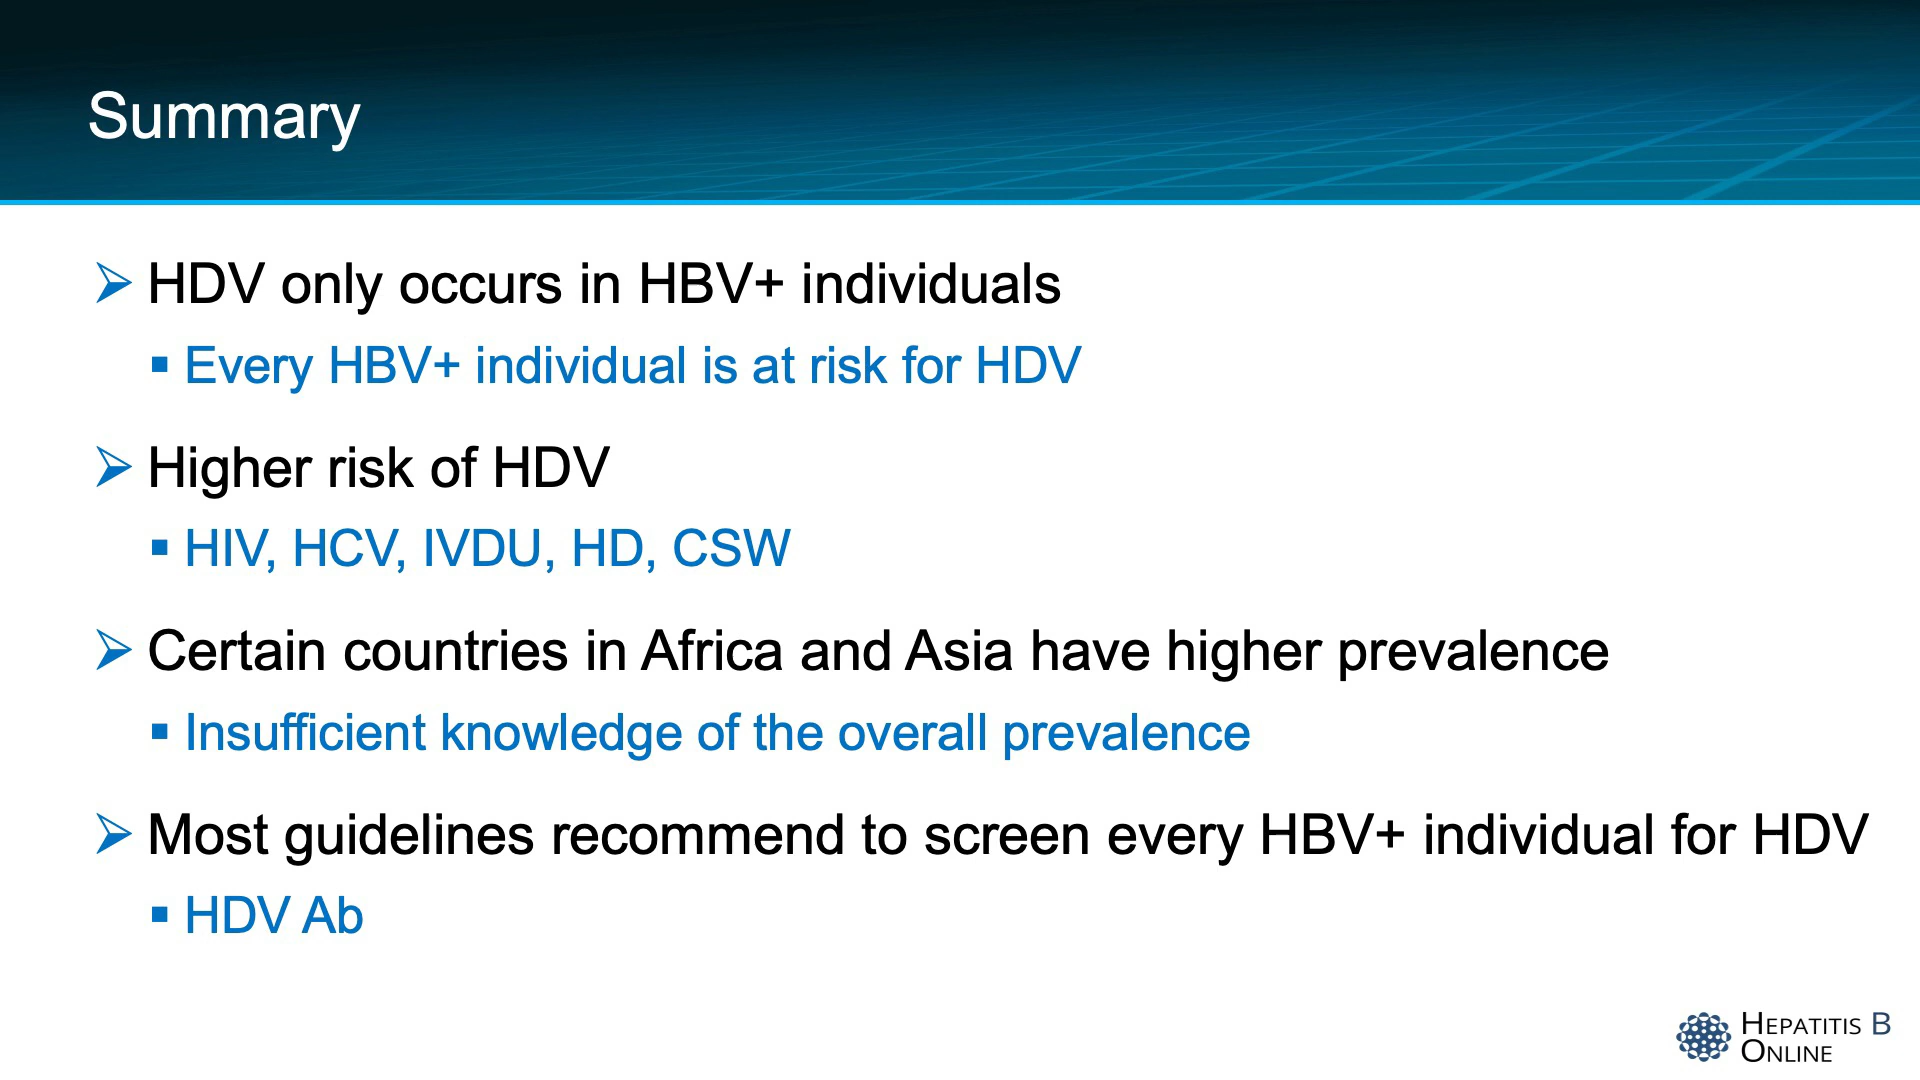 Summary
HDV only occurs in HBV+ individuals
Every HBV+ individual is at risk for HDV
Higher risk of HDV
HIV, HCV, IVDU, HD, CSW
Certain countries in Africa and Asia have higher prevalence
Insufficient knowledge of the overall prevalence
Most guidelines recommend to screen every HBV+ individual for HDV
HDV Ab
HEPATITIS B
ONLINE